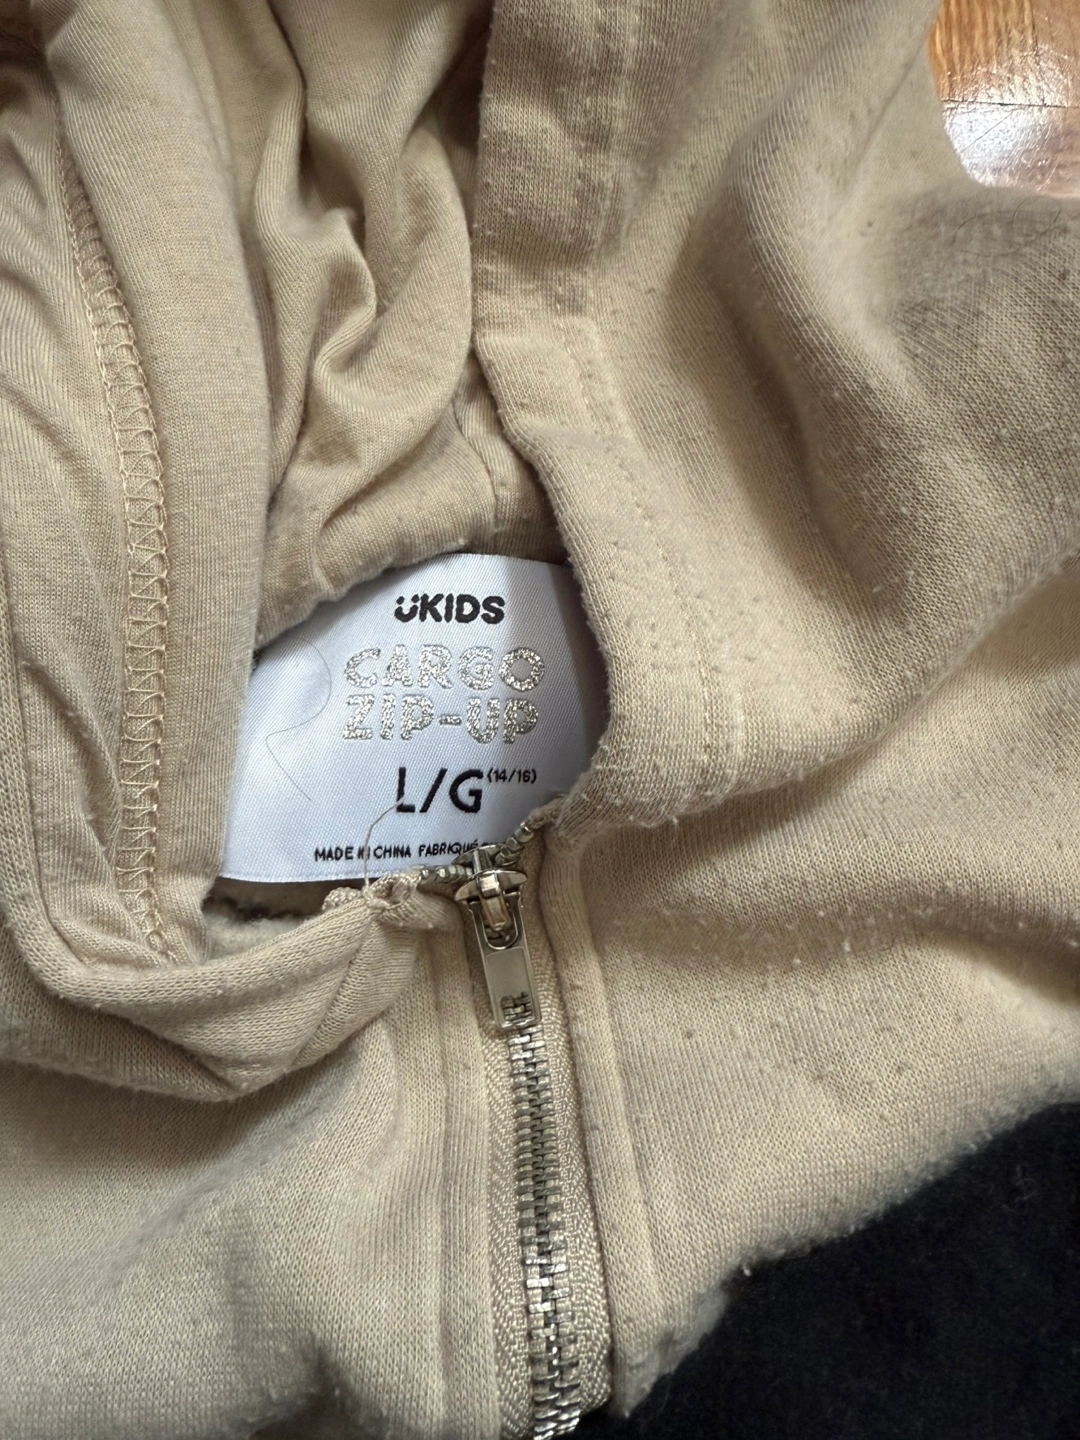 ÜKIDS
CARGO
ZIP-UP
L/G (14/16)
MADE IN CHINA FABRIQUÉ